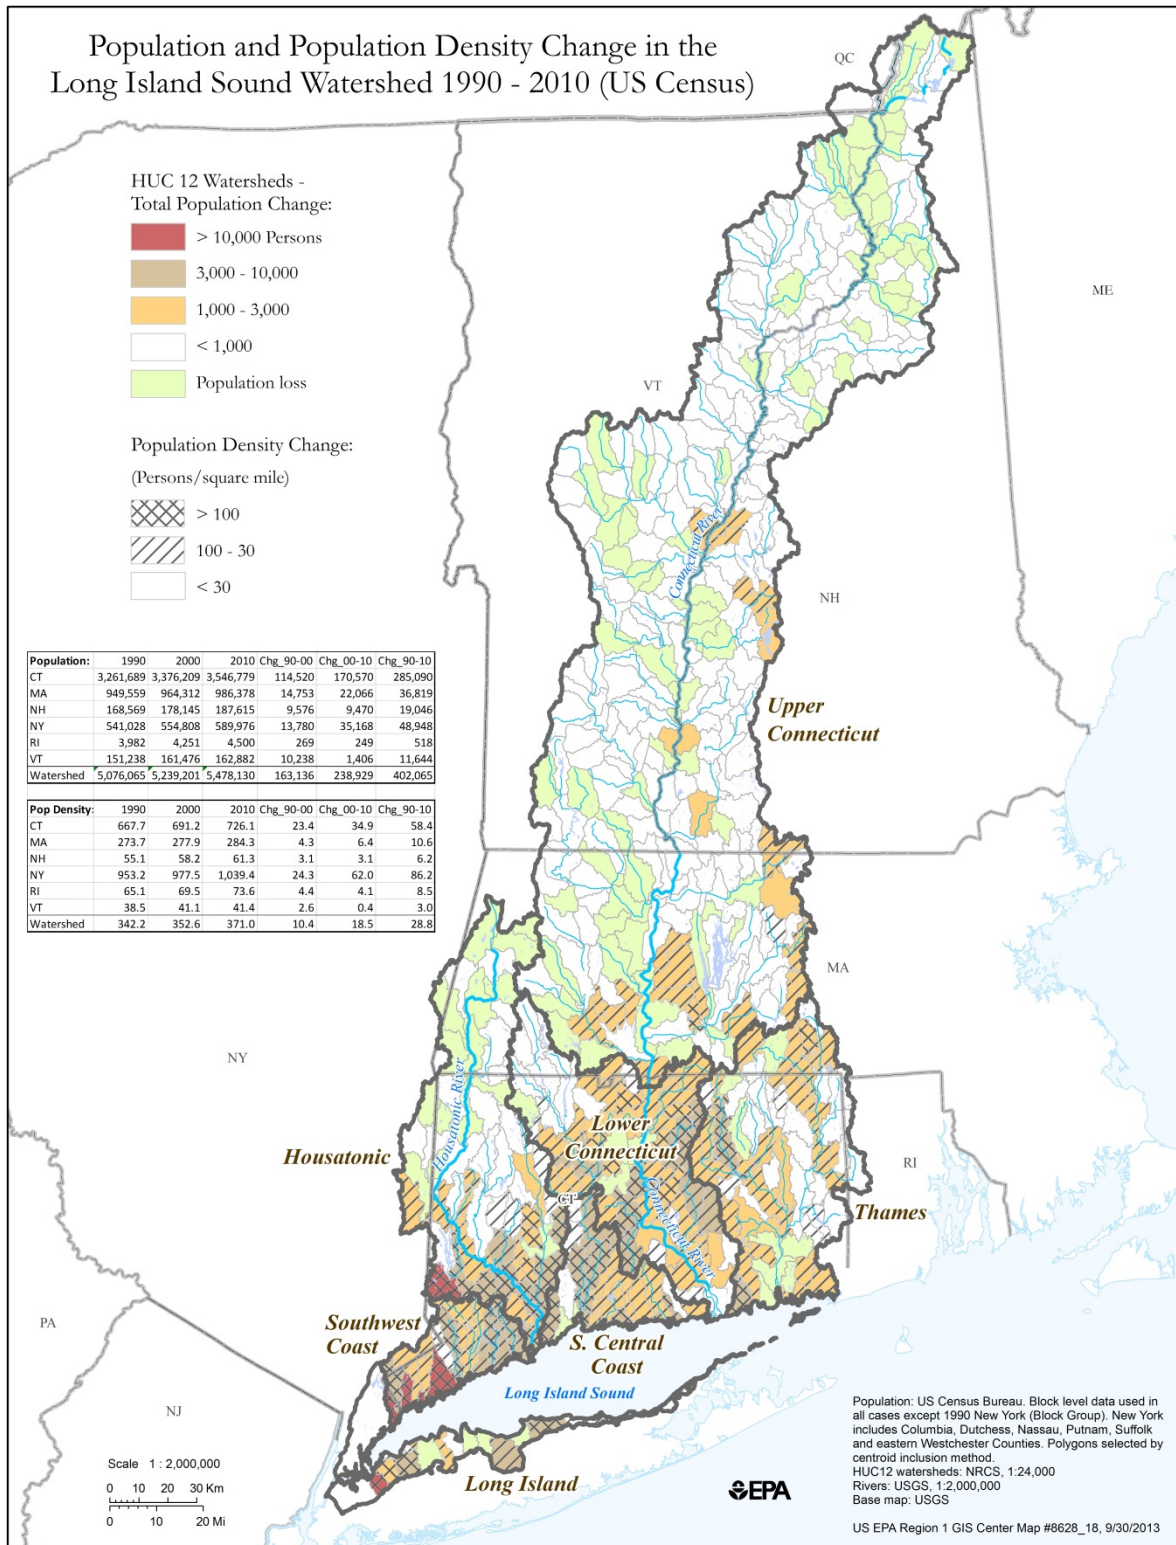 Population and Population Density Change in the
Long Island Sound Watershed 1990 - 2010 (US Census)
HUC 12 Watersheds -
Total Population Change:
> 10,000 Persons
3,000 - 10,000
1,000 - 3,000
< 1,000
Population loss
Population Density Change:
(Persons/square mile)
> 100
100 - 30
< 30
Population: 1990 2000 2010 Chg_90-00 Chg_00-10 Chg_90-10
CT 3,261,689 3,376,209 3,546,779 114,520 170,570 285,090
MA 949,559 964,312 986,378 14,753 22,066 36,819
NH 168,569 178,145 187,615 9,576 9,470 19,046
NY 541,028 554,808 589,976 13,780 35,168 48,948
RI 3,982 4,251 4,500 269 249 518
VT 151,238 161,476 162,882 10,238 1,406 11,644
Watershed 5,076,065 5,239,201 5,478,130 163,136 238,929 402,065
Pop Density: 1990 2000 2010 Chg_90-00 Chg_00-10 Chg_90-10
CT 667.7 691.2 726.1 23.4 34.9 58.4
MA 273.7 277.9 284.3 4.3 6.4 10.6
NH 55.1 58.2 61.3 3.1 3.1 6.2
NY 953.2 977.5 1,039.4 24.3 62.0 86.2
RI 65.1 69.5 73.6 4.4 4.1 8.5
VT 38.5 41.1 41.4 2.6 0.4 3.0
Watershed 342.2 352.6 371.0 10.4 18.5 28.8
QC
ME
VT
Connecticut River
NH
Upper
Connecticut
MA
NY
Housatonic River
Housatonic
Lower
Connecticut
CT
Connecticut River
RI
Thames
PA
Southwest
Coast
S. Central
Coast
Long Island Sound
NJ
Long Island
Scale 1 : 2,000,000
0 10 20 30 Km
0 10 20 Mi
EPA
Population: US Census Bureau. Block level data used in
all cases except 1990 New York (Block Group). New York
includes Columbia, Dutchess, Nassau, Putnam, Suffolk
and eastern Westchester Counties. Polygons selected by
centroid inclusion method.
HUC12 watersheds: NRCS, 1:24,000
Rivers: USGS, 1:2,000,000
Base map: USGS
US EPA Region 1 GIS Center Map #8628_18, 9/30/2013